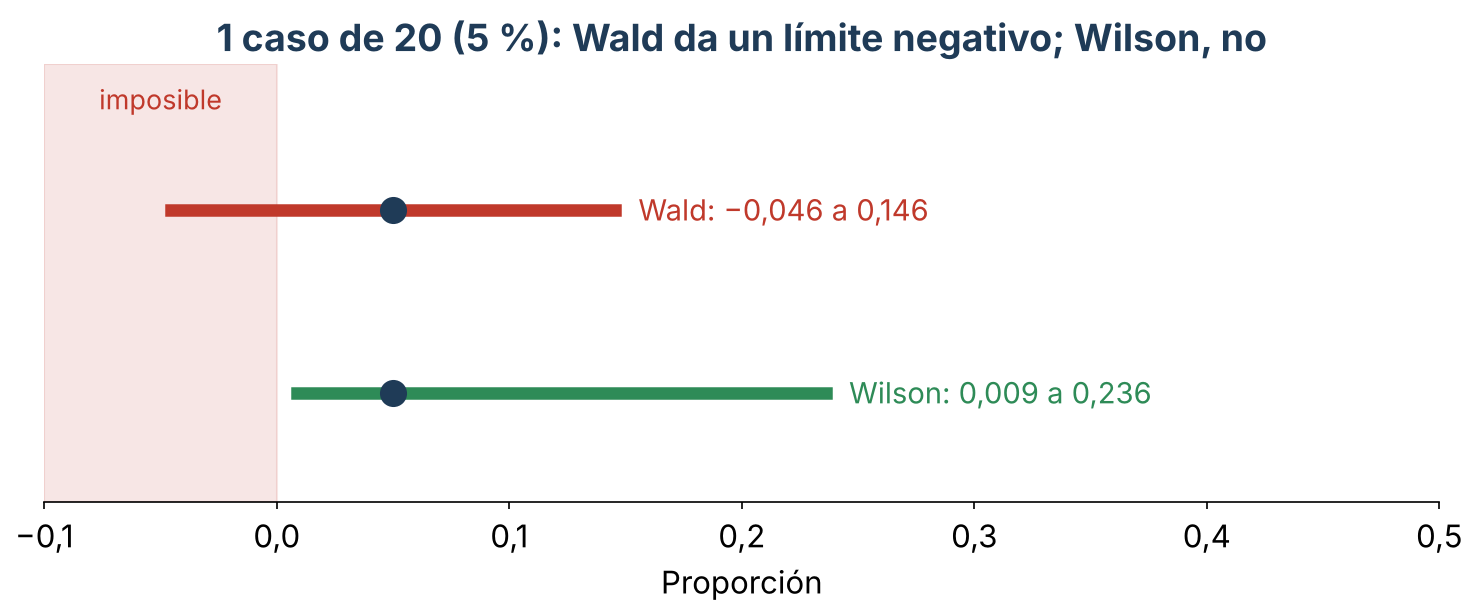 1 caso de 20 (5 %): Wald da un límite negativo; Wilson, no
imposible
Wald: −0,046 a 0,146
Wilson: 0,009 a 0,236
−0,1 0,0 0,1 0,2 0,3 0,4 0,5
Proporción